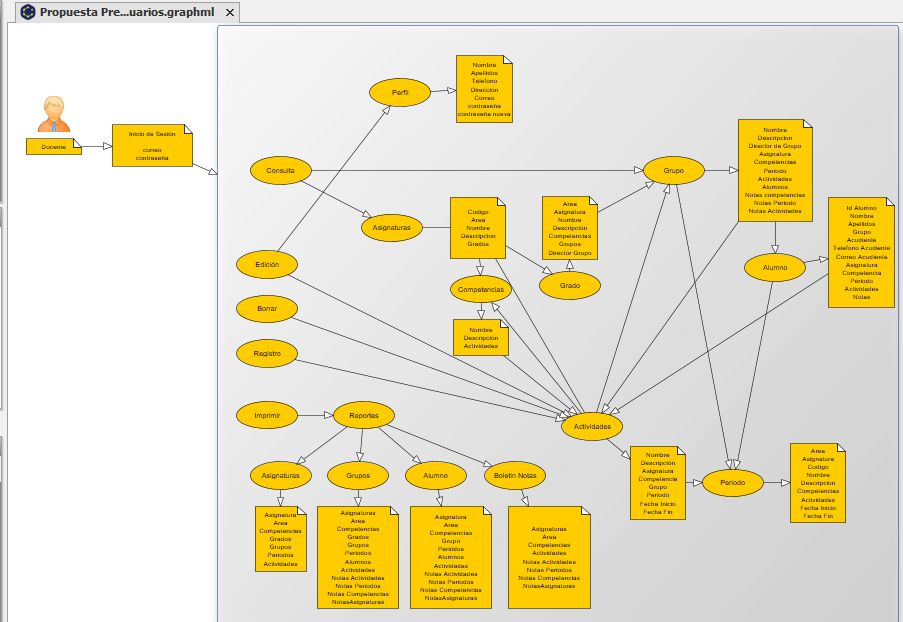 Propuesta Pre...uarios.graphml
Docente
Inicio de Sesión
correo
contraseña
Perfil
Nombre
Apellidos
Telefono
Dirección
Correo
contraseña
contraseña nueva
Consulta
Asignaturas
Codigo
Area
Nombre
Descripcion
Grados
Area
Asignatura
Nombre
Descripción
Competencias
Grupos
Director Grupo
Grupo
Nombre
Descripcion
Director de Grupo
Asignatura
Competencias
Periodo
Actividades
Alumnos
Notas competencias
Notas Periodo
Notas Actividades
Id Alumno
Nombre
Apellidos
Grupo
Acudiente
Telefono Acudiente
Correo Acudiente
Asignatura
Competencia
Periodo
Actividades
Notas
Edición
Competencias
Grado
Alumno
Borrar
Nombre
Descripción
Actividades
Registro
Imprimir
Reportes
Actividades
Asignaturas
Grupos
Alumno
Boletin Notas
Nombre
Descripción
Asignatura
Competencia
Grupo
Periodo
Fecha Inicio
Fecha Fin
Periodo
Area
Asignatura
Codigo
Nombre
Descripcion
Competencias
Actividades
Fecha Inicio
Fecha Fin
Asignatura
Area
Competencias
Grados
Grupos
Periodos
Actividades
Asignaturas
Area
Competencias
Grados
Grupos
Periodos
Alumnos
Actividades
Notas Actividades
Notas Periodos
Notas Competencias
NotasAsignaturas
Asignatura
Area
Competencias
Grupo
Periodos
Alumnos
Actividades
Notas Actividades
Notas Periodos
Notas Competencias
NotasAsignaturas
Asignaturas
Area
Competencias
Actividades
Notas Actividades
Notas Periodos
Notas Competencias
NotasAsignaturas